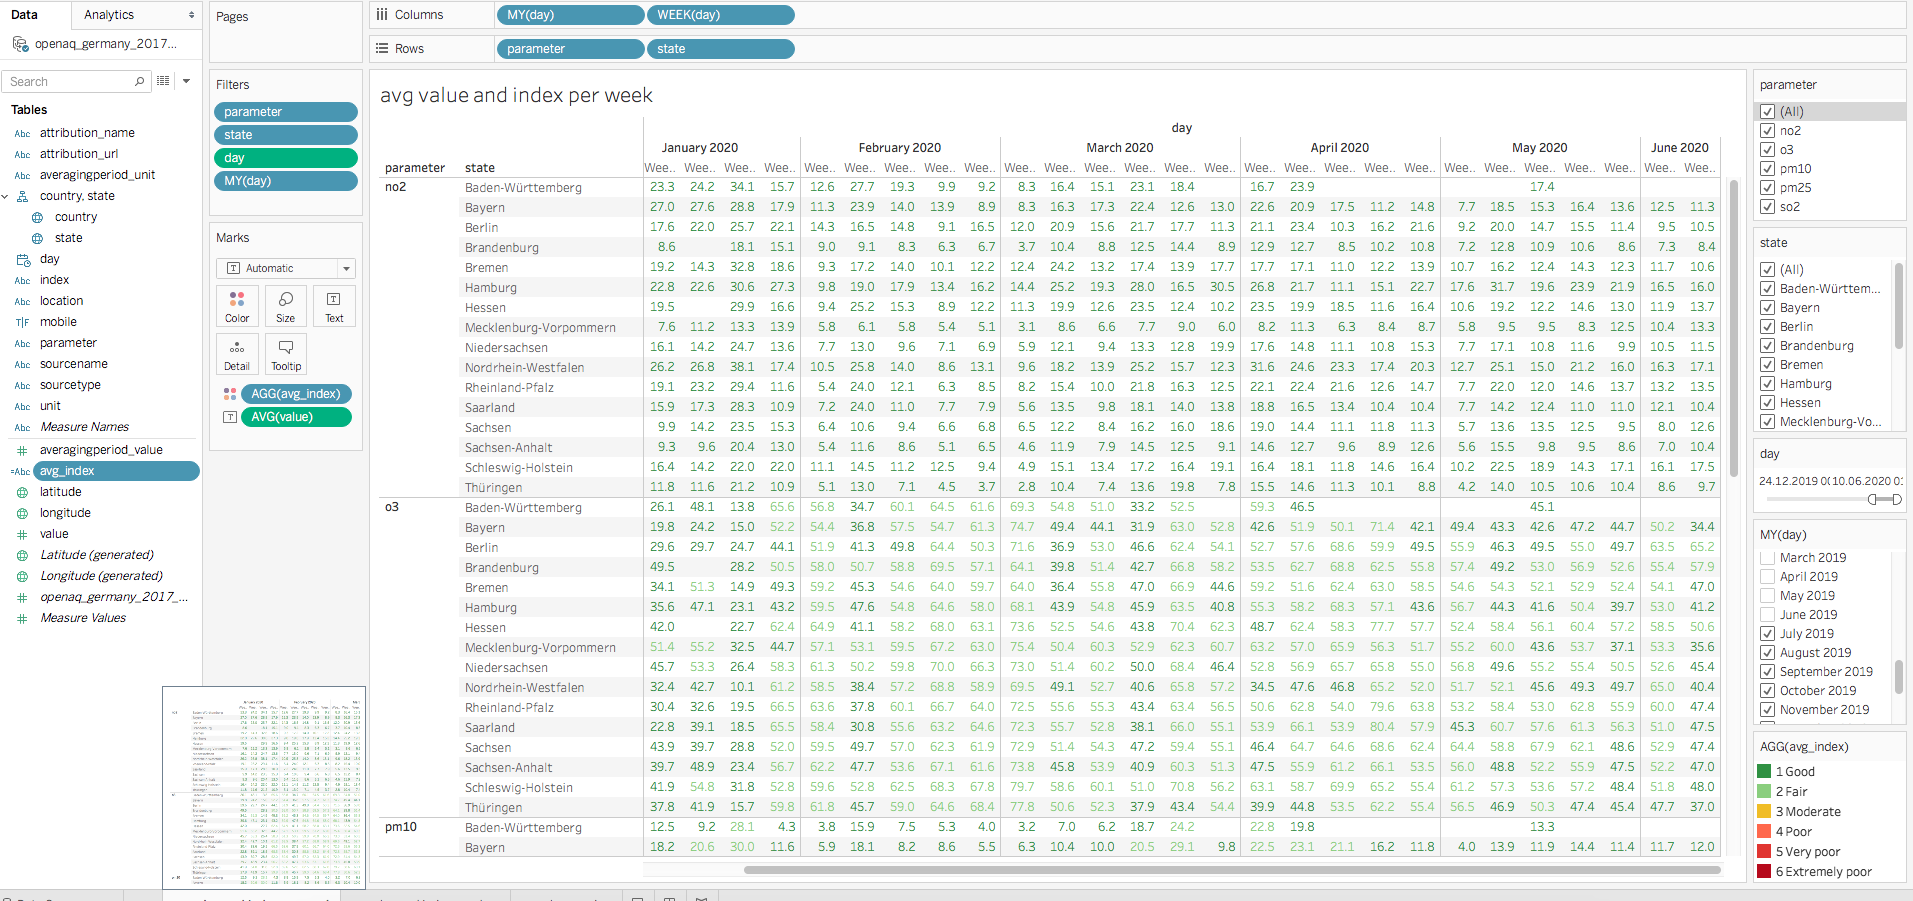 Data Analytics
openaq_germany_2017...
Search
Tables
Abc attribution_name
Abc attribution_url
Abc averagingperiod_unit
country, state
country
state
day
Abc index
Abc location
T|F mobile
Abc parameter
Abc sourcename
Abc sourcetype
Abc unit
Abc Measure Names
# averagingperiod_value
=Abc avg_index
latitude
longitude
# value
Latitude (generated)
Longitude (generated)
# openaq_germany_2017_...
# Measure Values
Pages
Filters
parameter
state
day
MY(day)
Marks
T Automatic
Color Size Text
Detail Tooltip
AGG(avg_index)
T AVG(value)
Columns MY(day) WEEK(day)
Rows parameter state
avg value and index per week
day
January 2020 February 2020 March 2020 April 2020 May 2020 June 2020
parameter state Wee.. Wee.. Wee.. Wee.. Wee.. Wee.. Wee.. Wee.. Wee.. Wee.. Wee.. Wee.. Wee.. Wee.. Wee.. Wee.. Wee.. Wee.. Wee.. Wee.. Wee.. Wee.. Wee.. Wee.. Wee.. Wee.. Wee..
no2 Baden-Württemberg 23.3 24.2 34.1 15.7 12.6 27.7 19.3 9.9 9.2 8.3 16.4 15.1 23.1 18.4 16.7 23.9 17.4
Bayern 27.0 27.6 28.8 17.9 11.3 23.9 14.0 13.9 8.9 8.3 16.3 17.3 22.4 12.6 13.0 22.6 20.9 17.5 11.2 14.8 7.7 18.5 15.3 16.4 13.6 12.5 11.3
Berlin 17.6 22.0 25.7 22.1 14.3 16.5 14.8 9.1 16.5 12.0 20.9 15.6 21.7 17.7 11.3 21.1 23.4 10.3 16.2 21.6 9.2 20.0 14.7 15.5 11.4 9.5 10.5
Brandenburg 8.6 18.1 15.1 9.0 9.1 8.3 6.3 6.7 3.7 10.4 8.8 12.5 14.4 8.9 12.9 12.7 8.5 10.2 10.8 7.2 12.8 10.9 10.6 8.6 7.3 8.4
Bremen 19.2 14.3 32.8 18.6 9.3 17.2 14.0 10.1 12.2 12.4 24.2 13.2 17.4 13.9 17.7 17.7 17.1 11.0 12.2 13.9 10.7 16.2 12.4 14.3 12.3 11.7 10.6
Hamburg 22.8 22.6 30.6 27.3 9.8 19.0 17.9 13.4 16.2 14.4 25.2 19.3 28.0 16.5 30.5 26.8 21.7 11.1 15.1 22.7 17.6 31.7 19.6 23.9 21.9 16.5 16.0
Hessen 19.5 29.9 16.6 9.4 25.2 15.3 8.9 12.2 11.3 19.9 12.6 23.5 12.4 10.2 23.5 19.9 18.5 11.6 16.4 10.6 19.2 12.2 14.6 13.0 11.9 13.7
Mecklenburg-Vorpommern 7.6 11.2 13.3 13.9 5.8 6.1 5.8 5.4 5.1 3.1 8.6 6.6 7.7 9.0 6.0 8.2 11.3 6.3 8.4 8.7 5.8 9.5 9.5 8.3 12.5 10.4 13.3
Niedersachsen 16.1 14.2 24.7 13.6 7.7 13.0 9.6 7.1 6.9 5.9 12.1 9.4 13.3 12.8 19.9 17.6 14.8 11.1 10.8 15.3 7.7 17.1 10.8 11.6 9.9 10.5 11.5
Nordrhein-Westfalen 26.2 26.8 38.1 17.4 10.5 25.8 14.0 8.6 13.1 9.6 18.2 13.9 25.2 15.7 12.3 31.6 24.6 23.3 17.4 20.3 12.7 25.1 15.0 21.2 16.0 16.3 17.1
Rheinland-Pfalz 19.1 23.2 29.4 11.6 5.4 24.0 12.1 6.3 8.5 8.2 15.4 10.0 21.8 16.3 12.5 22.1 22.4 21.6 12.6 14.7 7.7 22.0 12.0 14.6 13.7 13.2 13.5
Saarland 15.9 17.3 28.3 10.9 7.2 24.0 11.0 7.7 7.9 5.6 13.5 9.8 18.1 14.0 13.8 18.8 16.5 13.4 10.4 10.4 7.7 14.2 12.4 11.0 11.0 12.1 10.4
Sachsen 9.9 14.2 23.5 15.3 6.4 10.6 9.4 6.6 6.8 6.5 12.2 8.4 16.2 16.0 18.6 19.0 14.4 11.1 11.8 11.3 5.7 13.6 13.5 12.5 9.5 8.0 12.6
Sachsen-Anhalt 9.3 9.6 20.4 13.0 5.4 11.6 8.6 5.1 6.5 4.6 11.9 7.9 14.5 12.5 9.1 14.6 12.7 9.6 8.9 12.6 5.6 15.5 9.8 9.5 8.6 7.0 10.4
Schleswig-Holstein 16.4 14.2 22.0 22.0 11.1 14.5 11.2 12.5 9.4 4.9 15.1 13.4 17.2 16.4 19.1 16.4 18.1 11.8 14.6 16.4 10.2 22.5 18.9 14.3 17.1 16.1 17.5
Thüringen 11.8 11.6 21.2 10.9 5.1 13.0 7.1 4.5 3.7 2.8 10.4 7.4 13.6 19.8 7.8 15.5 14.6 11.3 10.1 8.8 4.2 14.0 10.5 10.6 10.4 8.6 9.7
o3 Baden-Württemberg 26.1 48.1 13.8 65.6 56.8 34.7 60.1 64.5 61.6 69.3 54.8 51.0 33.2 52.5 59.3 46.5 45.1
Bayern 19.8 24.2 15.0 52.2 54.4 36.8 57.5 54.7 61.3 74.7 49.4 44.1 31.9 63.0 52.8 42.6 51.9 50.1 71.4 42.1 49.4 43.3 42.6 47.2 44.7 50.2 34.4
Berlin 29.6 29.7 24.7 44.1 51.9 41.3 49.8 64.4 50.3 71.6 36.9 53.0 46.6 62.4 54.1 52.7 57.6 68.6 59.9 49.5 55.9 46.3 49.5 55.0 49.7 63.5 65.2
Brandenburg 49.5 28.2 50.5 58.0 50.7 58.8 69.5 57.1 64.1 39.8 51.4 42.7 66.8 58.2 53.5 62.7 68.8 62.5 55.8 57.4 49.2 53.0 56.9 52.6 55.4 57.9
Bremen 34.1 51.3 14.9 49.3 59.2 45.3 54.6 64.0 59.7 64.0 36.4 55.8 47.0 66.9 44.6 59.2 51.6 62.4 63.0 58.5 54.6 54.3 52.1 52.9 52.4 54.1 47.0
Hamburg 35.6 47.1 23.1 43.2 59.5 47.6 54.8 64.6 58.0 68.1 43.9 54.8 45.9 63.5 40.8 55.3 58.2 68.3 57.1 43.6 56.7 44.3 41.6 50.4 39.7 53.0 41.2
Hessen 42.0 22.7 62.4 64.9 41.1 58.2 68.0 63.1 73.6 52.5 54.6 43.8 70.4 62.3 48.7 62.4 58.3 77.7 57.7 52.4 58.4 56.1 60.4 57.2 58.5 50.6
Mecklenburg-Vorpommern 51.4 55.2 32.5 44.7 57.1 53.1 59.5 67.2 63.0 75.4 50.4 60.3 52.9 62.3 60.7 63.2 57.0 65.9 56.3 51.7 55.2 60.0 43.6 53.7 37.1 53.3 35.6
Niedersachsen 45.7 53.3 26.4 58.3 61.3 50.2 59.8 70.0 66.3 73.0 51.4 60.2 50.0 68.4 46.4 52.8 56.9 65.7 65.8 55.0 56.8 49.6 55.2 55.4 50.5 52.6 45.4
Nordrhein-Westfalen 32.4 42.7 10.1 61.2 58.5 38.4 57.2 68.8 58.9 69.5 49.1 52.7 40.6 65.8 57.2 34.5 47.6 46.8 65.2 52.0 51.7 52.1 45.6 49.3 49.7 65.0 40.4
Rheinland-Pfalz 30.4 32.6 19.5 66.5 63.6 40.9 60.1 66.7 64.0 72.5 55.6 55.3 43.4 63.4 56.5 50.6 62.8 54.0 79.6 63.8 53.2 58.4 53.0 62.8 55.9 60.0 47.4
Saarland 22.8 39.1 18.5 65.5 58.4 30.8 55.6 63.2 64.6 72.3 55.7 52.8 38.1 66.0 55.1 53.9 66.1 53.9 80.4 57.9 45.3 60.7 57.6 61.3 56.3 51.0 47.5
Sachsen 43.9 39.7 28.8 52.0 59.5 49.7 57.0 62.3 61.9 72.9 51.4 54.3 47.2 59.4 55.1 46.4 64.7 64.6 68.6 62.4 64.4 58.8 67.9 62.1 48.6 52.9 47.4
Sachsen-Anhalt 39.7 48.9 23.4 56.7 62.2 47.7 53.6 67.1 61.6 73.8 45.8 53.9 40.9 60.3 51.3 47.5 55.9 61.2 66.1 53.5 56.0 48.8 52.2 55.9 47.5 52.2 47.0
Schleswig-Holstein 41.9 54.8 31.8 52.8 59.6 52.8 62.5 68.3 67.8 79.7 58.6 60.1 51.0 70.8 56.2 63.1 58.7 69.9 65.2 55.4 61.2 57.3 53.6 57.2 48.4 51.8 48.0
Thüringen 37.8 41.9 15.7 59.8 61.8 45.7 59.0 64.6 68.4 77.8 50.6 52.3 37.9 43.4 54.4 39.9 44.8 53.5 62.2 55.4 56.5 46.9 50.3 47.4 45.4 47.7 37.0
pm10 Baden-Württemberg 12.5 9.2 28.1 4.3 3.8 15.9 7.5 5.3 4.0 3.2 7.0 6.2 18.7 24.2 22.8 19.8 13.3
Bayern 18.2 20.6 30.0 11.6 5.9 18.1 8.2 8.6 5.5 6.3 10.4 10.0 20.5 29.1 9.8 22.5 23.1 21.1 16.2 11.8 4.0 13.9 11.9 14.4 11.4 11.7 12.0
parameter
(All)
no2
o3
pm10
pm25
so2
state
(All)
Baden-Württem...
Bayern
Berlin
Brandenburg
Bremen
Hamburg
Hessen
Mecklenburg-Vo...
day
24.12.2019 0(10.06.2020 01
MY(day)
March 2019
April 2019
May 2019
June 2019
July 2019
August 2019
September 2019
October 2019
November 2019
AGG(avg_index)
1 Good
2 Fair
3 Moderate
4 Poor
5 Very poor
6 Extremely poor